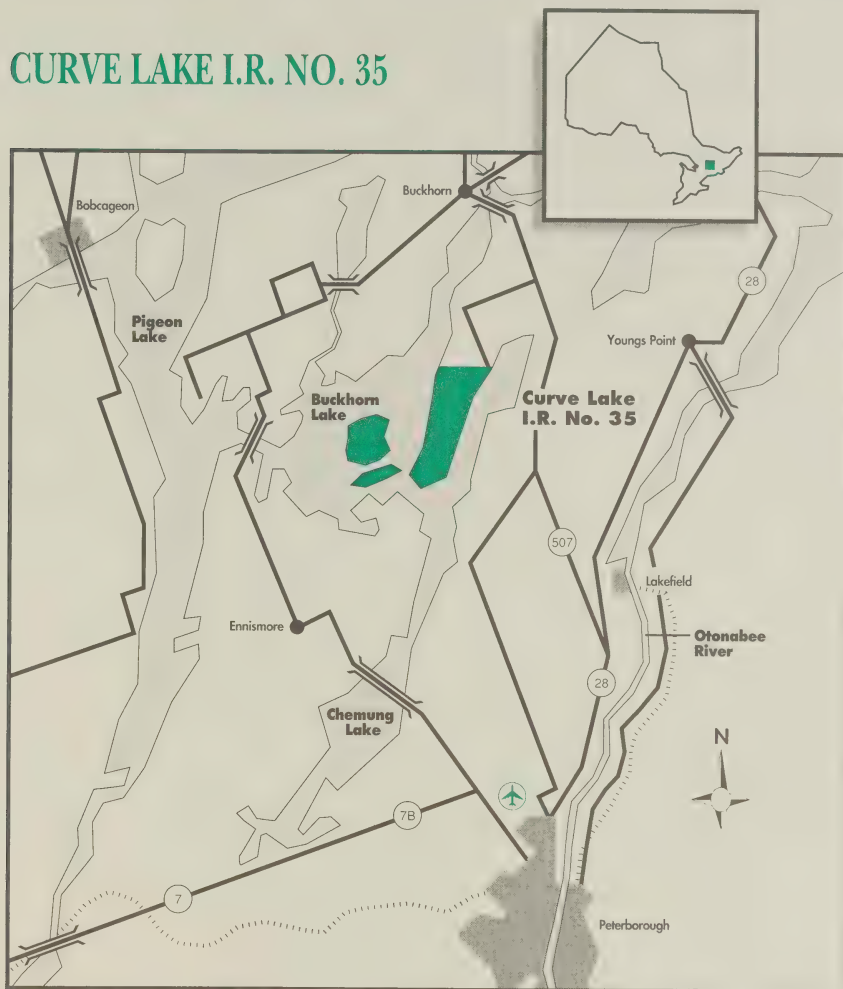 CURVE LAKE I.R. NO. 35
Bobcageon
Buckhorn
Pigeon
Lake
28
Youngs Point
Buckhorn
Lake
Curve Lake
I.R. No. 35
507
Lakefield
Ennismore
Otonabee
River
28
Chemung
Lake
N
7B
7
Peterborough